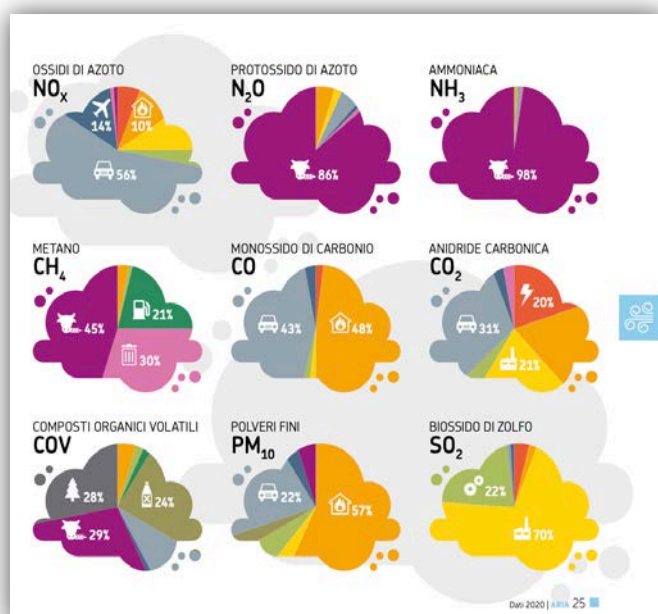 OSSIDI DI AZOTO
NOX
14%
10%
56%
PROTOSSIDO DI AZOTO
N2O
86%
AMMONIACA
NH3
98%
METANO
CH4
45%
21%
30%
MONOSSIDO DI CARBONIO
CO
43%
48%
ANIDRIDE CARBONICA
CO2
20%
31%
21%
COMPOSTI ORGANICI VOLATILI
COV
28%
24%
29%
POLVERI FINI
PM10
22%
57%
BIOSSIDO DI ZOLFO
SO2
22%
70%
Dati 2020 | ARIA 25